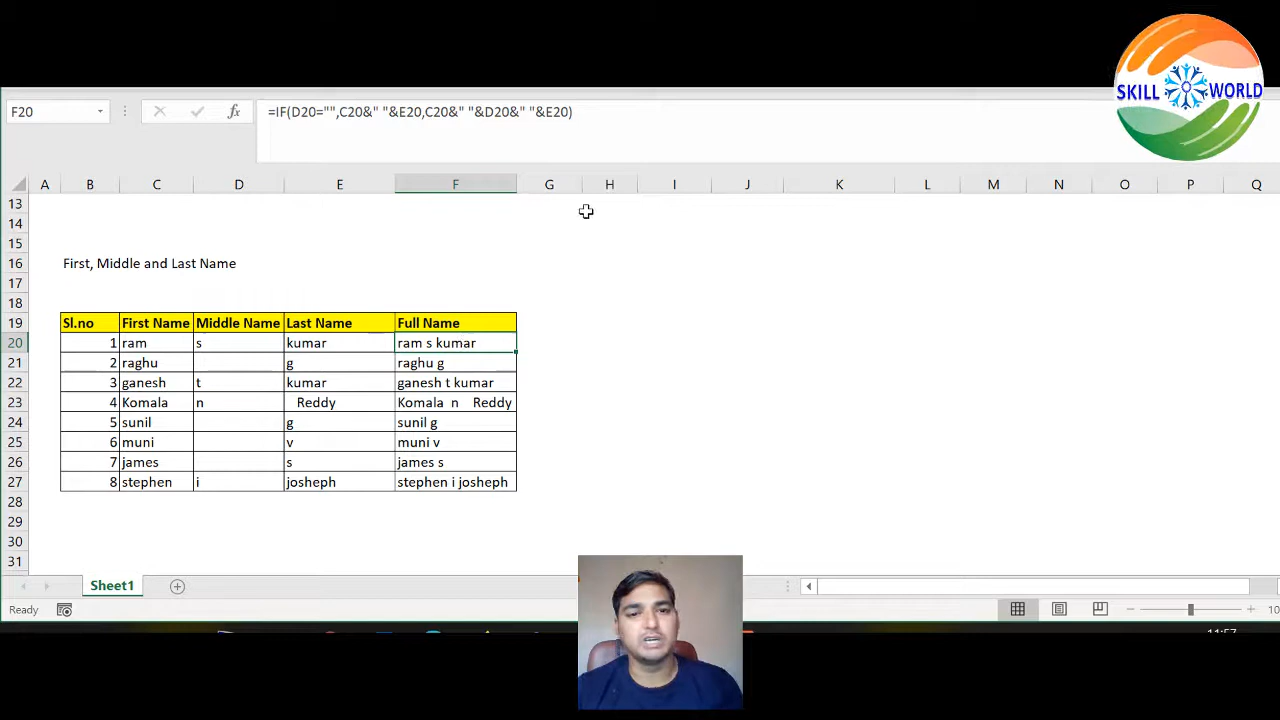 SKILL WORLD
F20
fx
=IF(D20="",C20&" "&E20,C20&" "&D20&" "&E20)
A B C D E F G H I J K L M N O P Q
13
14
15
16 First, Middle and Last Name
17
18
19 Sl.no First Name Middle Name Last Name Full Name
20 1 ram s kumar ram s kumar
21 2 raghu g raghu g
22 3 ganesh t kumar ganesh t kumar
23 4 Komala n Reddy Komala n Reddy
24 5 sunil g sunil g
25 6 muni v muni v
26 7 james s james s
27 8 stephen i josheph stephen i josheph
28
29
30
31
Sheet1
Ready
10